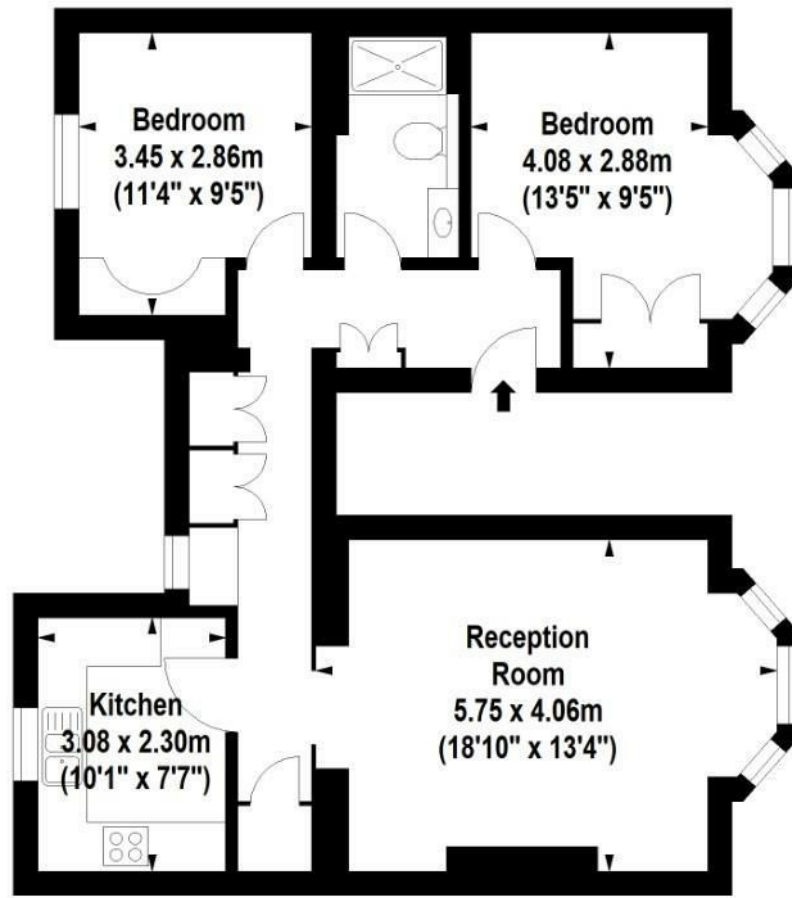 Bedroom
3.45 x 2.86m
(11'4" x 9'5")
Bedroom
4.08 x 2.88m
(13'5" x 9'5")
Reception
Room
5.75 x 4.06m
(18'10" x 13'4")
Kitchen
3.08 x 2.30m
(10'1" x 7'7")